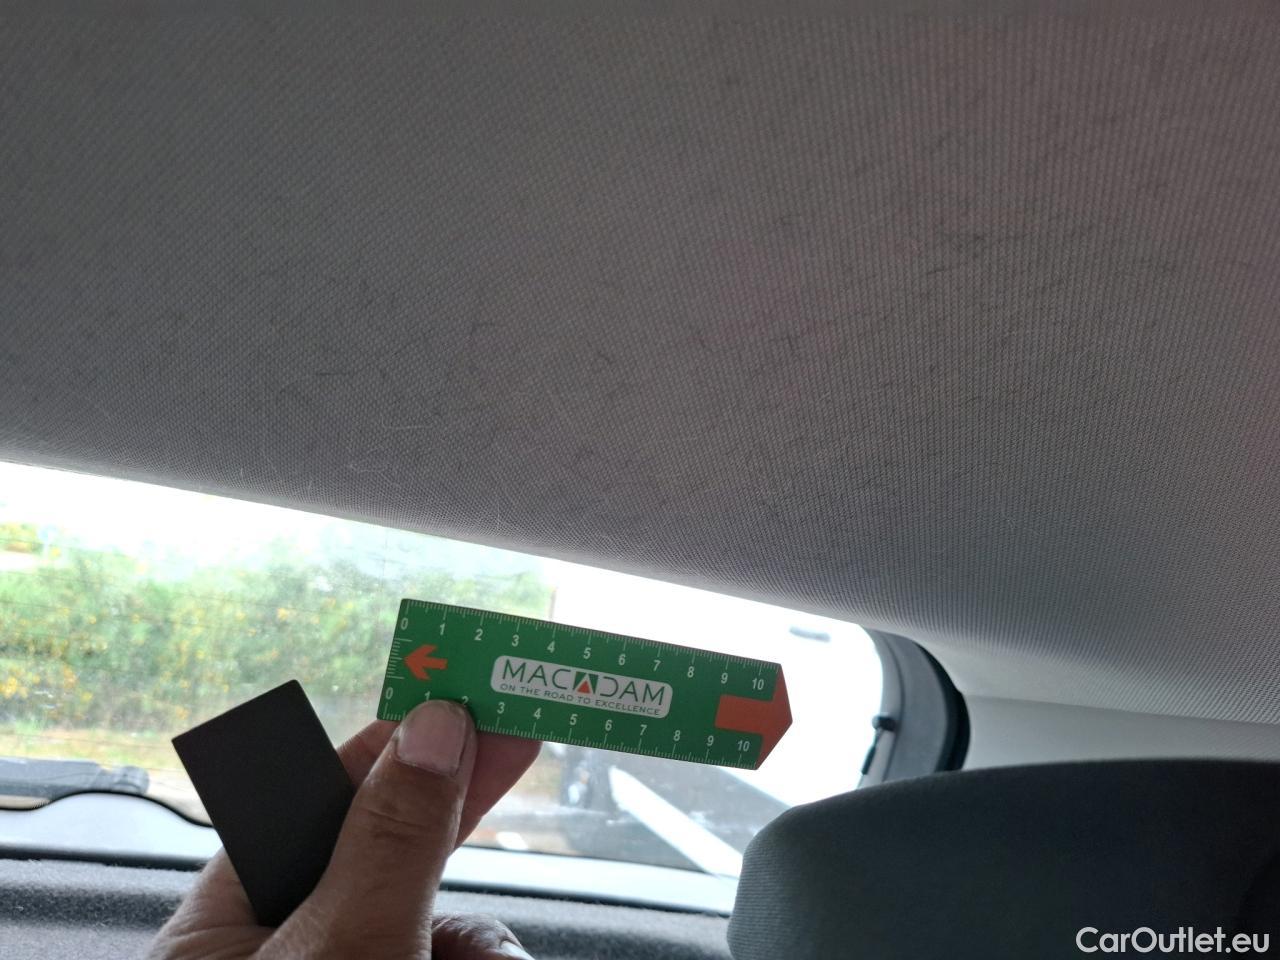 0 1 2 3 4 5 6 7 8 9 10
MACADAM
ON THE ROAD TO EXCELLENCE
0 1 2 3 4 5 6 7 8 9 10
CarOutlet.eu